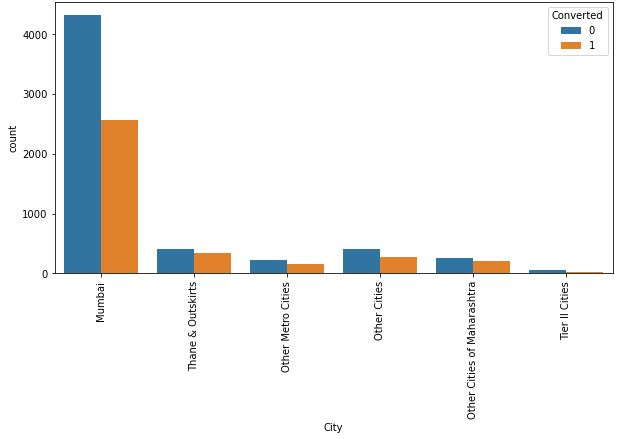 Converted
0
1
4000
3000
2000
1000
0
count
Mumbai
Thane & Outskirts
Other Metro Cities
Other Cities
Other Cities of Maharashtra
Tier II Cities
City